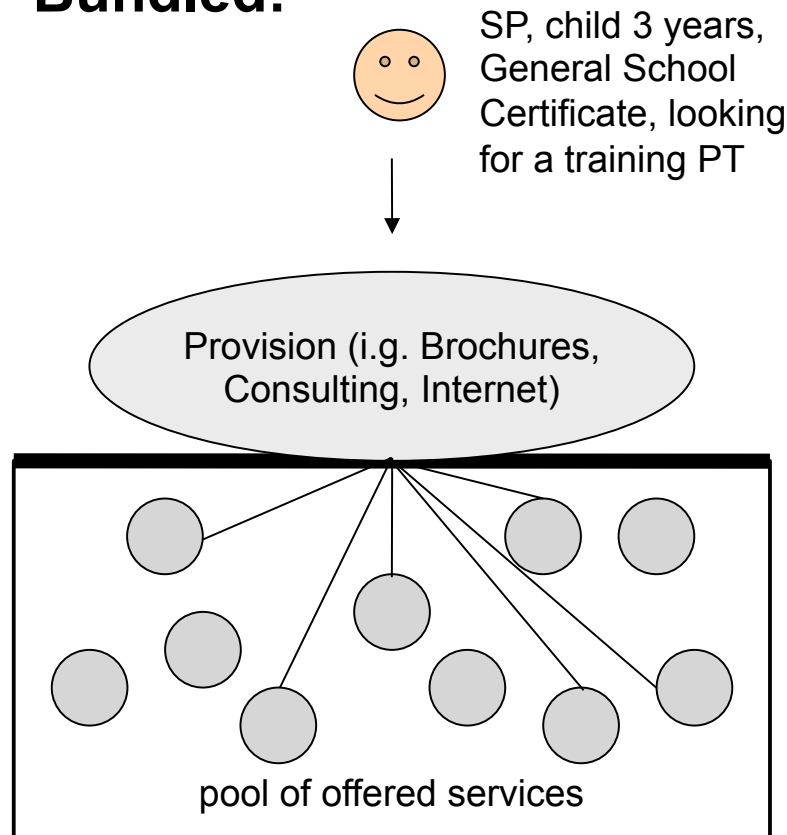 Bundled:
SP, child 3 years,
General School
Certificate, looking
for a training PT
Provision (i.g. Brochures,
Consulting, Internet)
pool of offered services